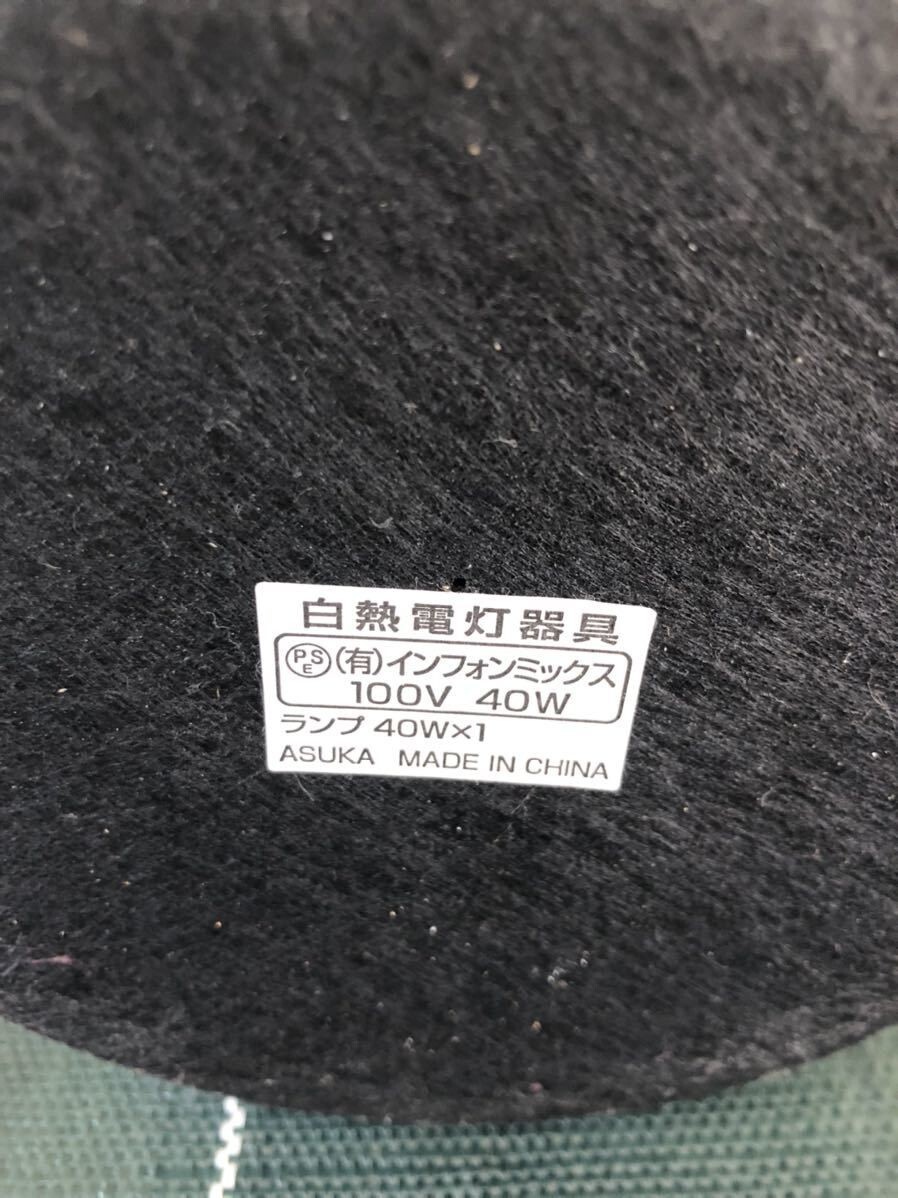 白熱電灯器具
PSE (有)インフォンミックス
100V 40W
ランプ 40W×1
ASUKA MADE IN CHINA